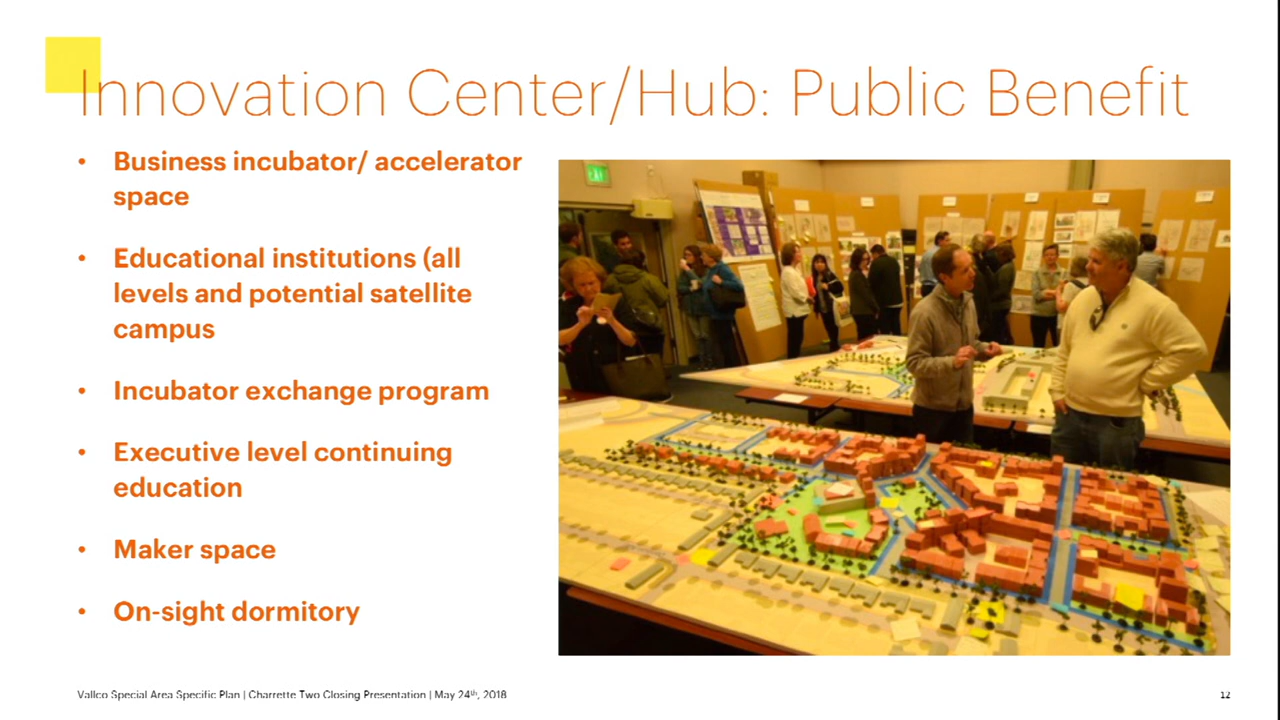 Innovation Center/Hub: Public Benefit
• Business incubator/ accelerator
space
• Educational institutions (all
levels and potential satellite
campus
• Incubator exchange program
• Executive level continuing
education
• Maker space
• On-sight dormitory
Vallco Special Area Specific Plan | Charrette Two Closing Presentation | May 24th, 2018
12